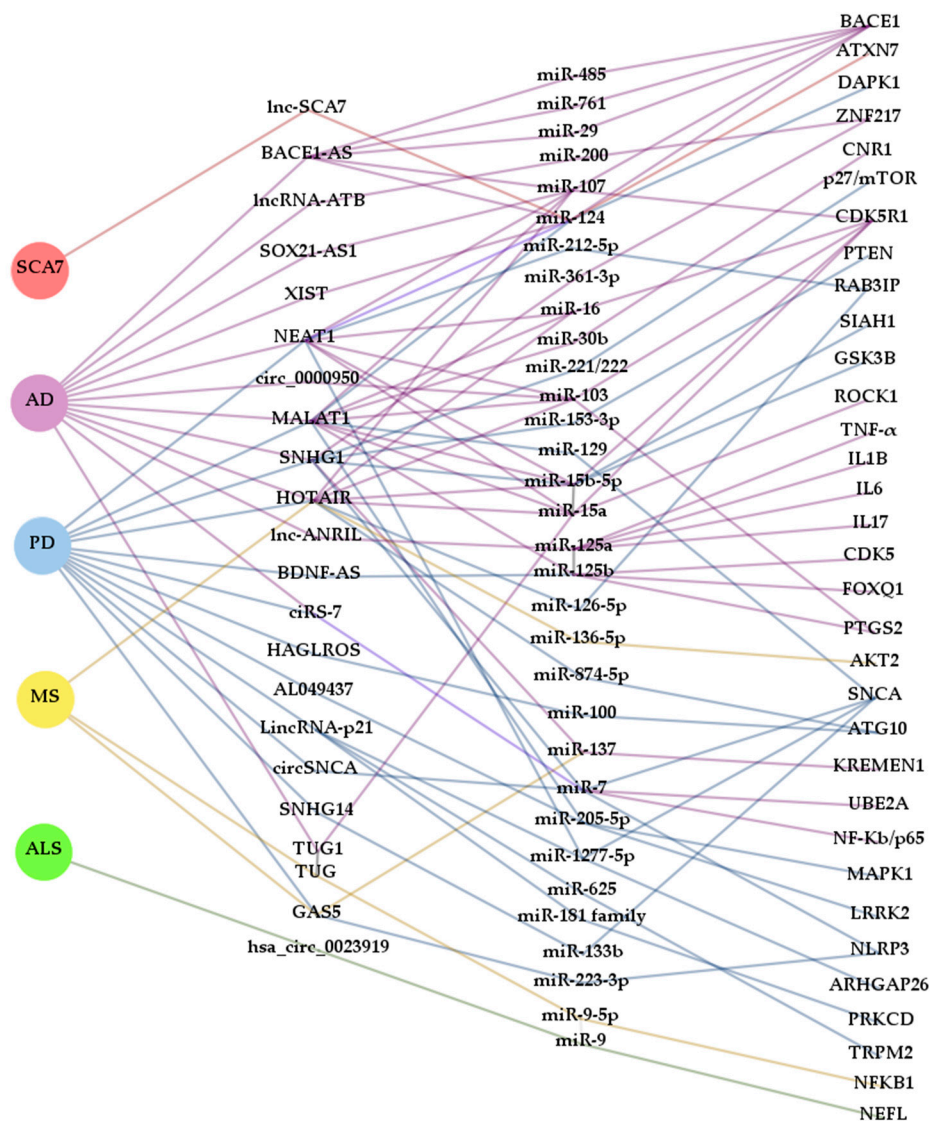 SCA7
AD
PD
MS
ALS
lnc-SCA7
BACE1-AS
lncRNA-ATB
SOX21-AS1
XIST
NEAT1
circ_0000950
MALAT1
SNHG1
HOTAIR
lnc-ANRIL
BDNF-AS
ciRS-7
HAGLROS
AL049437
LincRNA-p21
circSNCA
SNHG14
TUG1
TUG
GAS5
hsa_circ_0023919
miR-485
miR-761
miR-29
miR-200
miR-107
miR-124
miR-212-5p
miR-361-3p
miR-16
miR-30b
miR-221/222
miR-103
miR-153-3p
miR-129
miR-15b-5p
miR-15a
miR-125a
miR-125b
miR-126-5p
miR-136-5p
miR-874-5p
miR-100
miR-137
miR-7
miR-205-5p
miR-1277-5p
miR-625
miR-181 family
miR-133b
miR-223-3p
miR-9-5p
miR-9
BACE1
ATXN7
DAPK1
ZNF217
CNR1
p27/mTOR
CDK5R1
PTEN
RAB3IP
SIAH1
GSK3B
ROCK1
TNF-α
IL1B
IL6
IL17
CDK5
FOXQ1
PTGS2
AKT2
SNCA
ATG10
KREMEN1
UBE2A
NF-Kb/p65
MAPK1
LRRK2
NLRP3
ARHGAP26
PRKCD
TRPM2
NFKB1
NEFL